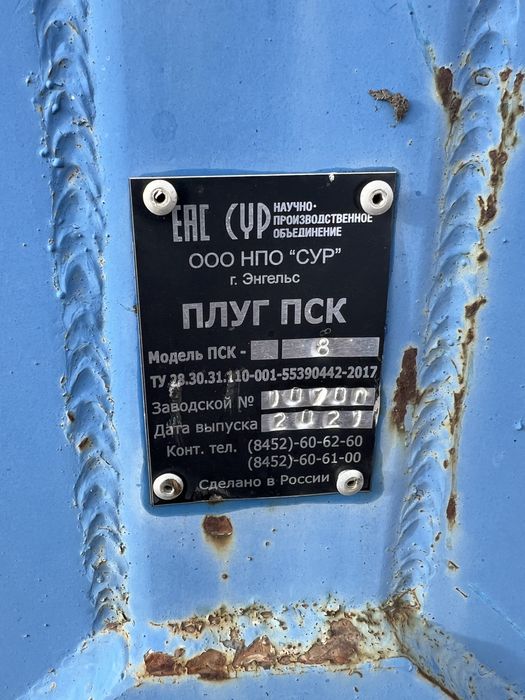 ЕАС СУР НАУЧНО-
ПРОИЗВОДСТВЕННОЕ
ОБЪЕДИНЕНИЕ
ООО НПО "СУР"
г. Энгельс
ПЛУГ ПСК
Модель ПСК - 8
ТУ 28.30.31.110-001-55390442-2017
Заводской №
Дата выпуска 2021
Конт. тел. (8452)-60-62-60
(8452)-60-61-00
Сделано в России